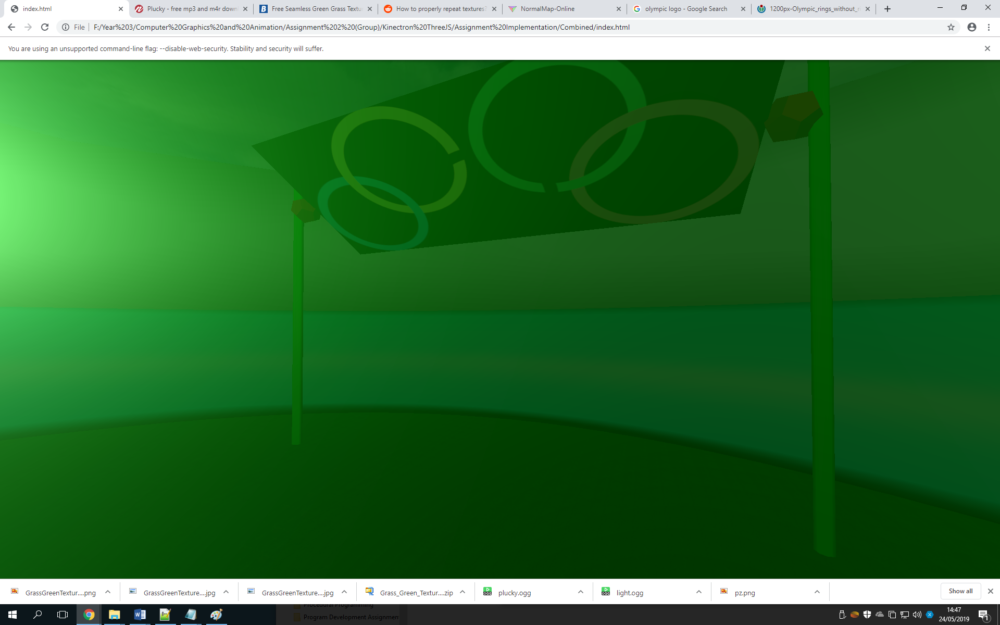 index.html
Plucky - free mp3 and m4r down
Free Seamless Green Grass Textu
How to properly repeat textures?
NormalMap-Online
olympic logo - Google Search
1200px-Olympic_rings_without_r
File
F:/Year%203/Computer%20Graphics%20and%20Animation/Assignment%202%20(Group)/Kinectron%20ThreeJS/Assignment%20Implementation/Combined/index.html
You are using an unsupported command-line flag: --disable-web-security. Stability and security will suffer.
GrassGreenTextur....png
GrassGreenTexture....jpg
GrassGreenTexture....jpg
Grass_Green_Textur....zip
OGG
plucky.ogg
OGG
light.ogg
pz.png
Show all
Procedural Programming
Program Development Assignmen
14:47
24/05/2019
1